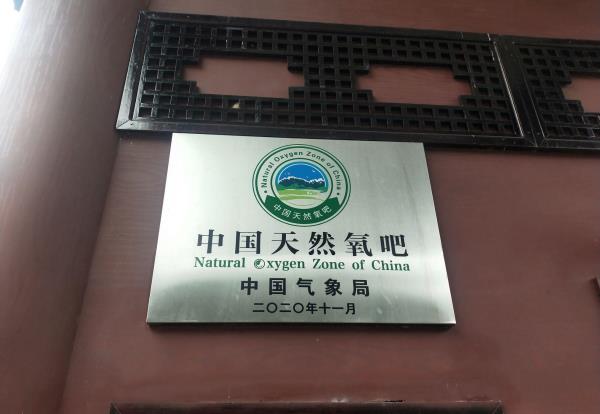 Natural Oxygen Zone of China
中国天然氧吧
中国天然氧吧
Natural Oxygen Zone of China
中国气象局
二〇二〇年十一月